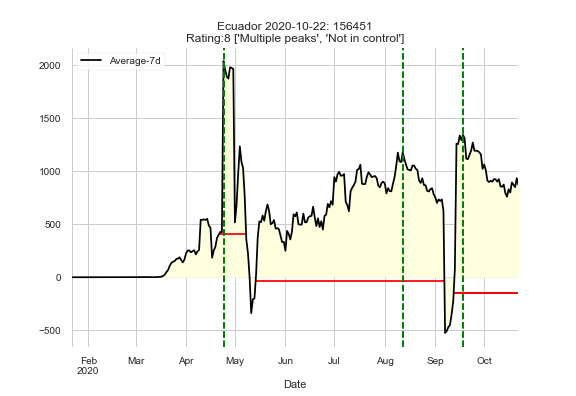 Ecuador 2020-10-22: 156451
Rating:8 ['Multiple peaks', 'Not in control']
Average-7d
2000
1500
1000
500
0
−500
Feb
2020
Mar
Apr
May
Jun
Jul
Aug
Sep
Oct
Date